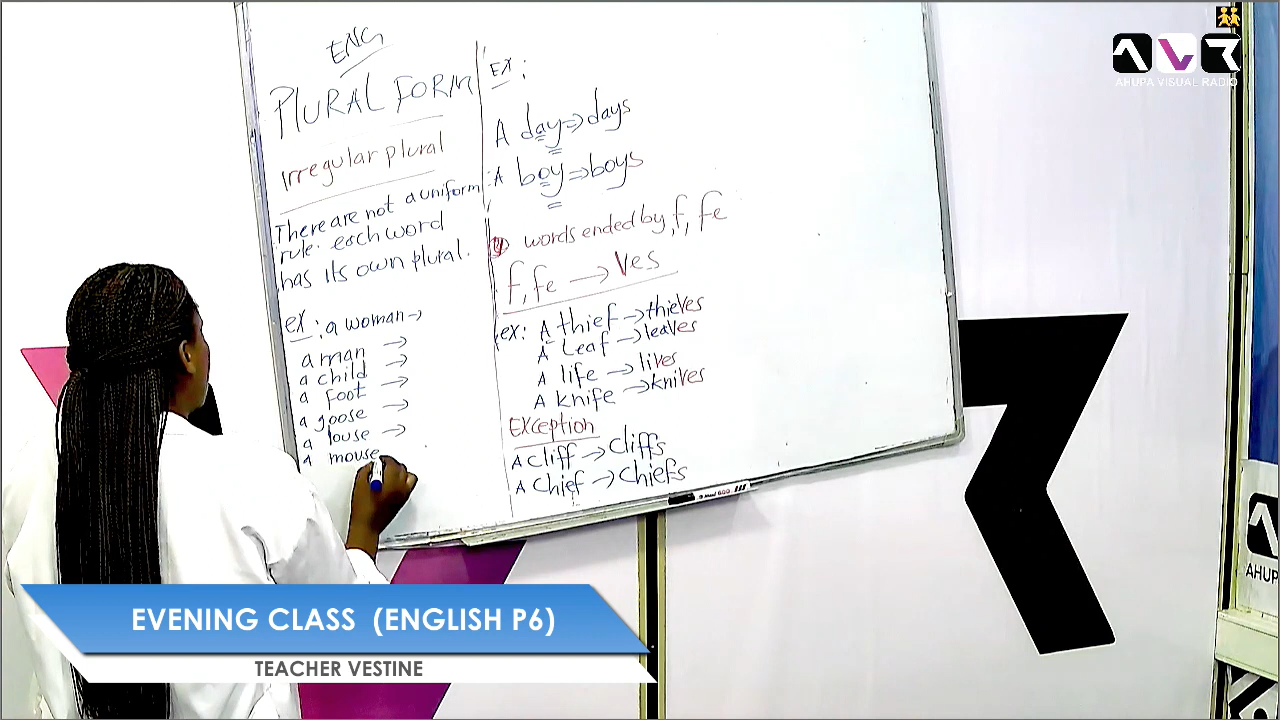 ENG
PLURAL FORM
Irregular plural
There are not a uniform
rule. each word
has its own plural.
ex: a woman →
a man →
a child →
a foot →
a goose →
a louse →
a mouse
Ex:
A day ⇒ days
A boy ⇒ boys
words ended by f, fe
f, fe → ves
ex: A thief → thieves
A Leaf → leaves
A life → lives
A knife → knives
Exception
A cliff → cliffs
A chief → chiefs
AHUPA VISUAL RADIO
AHUP
EVENING CLASS (ENGLISH P6)
TEACHER VESTINE